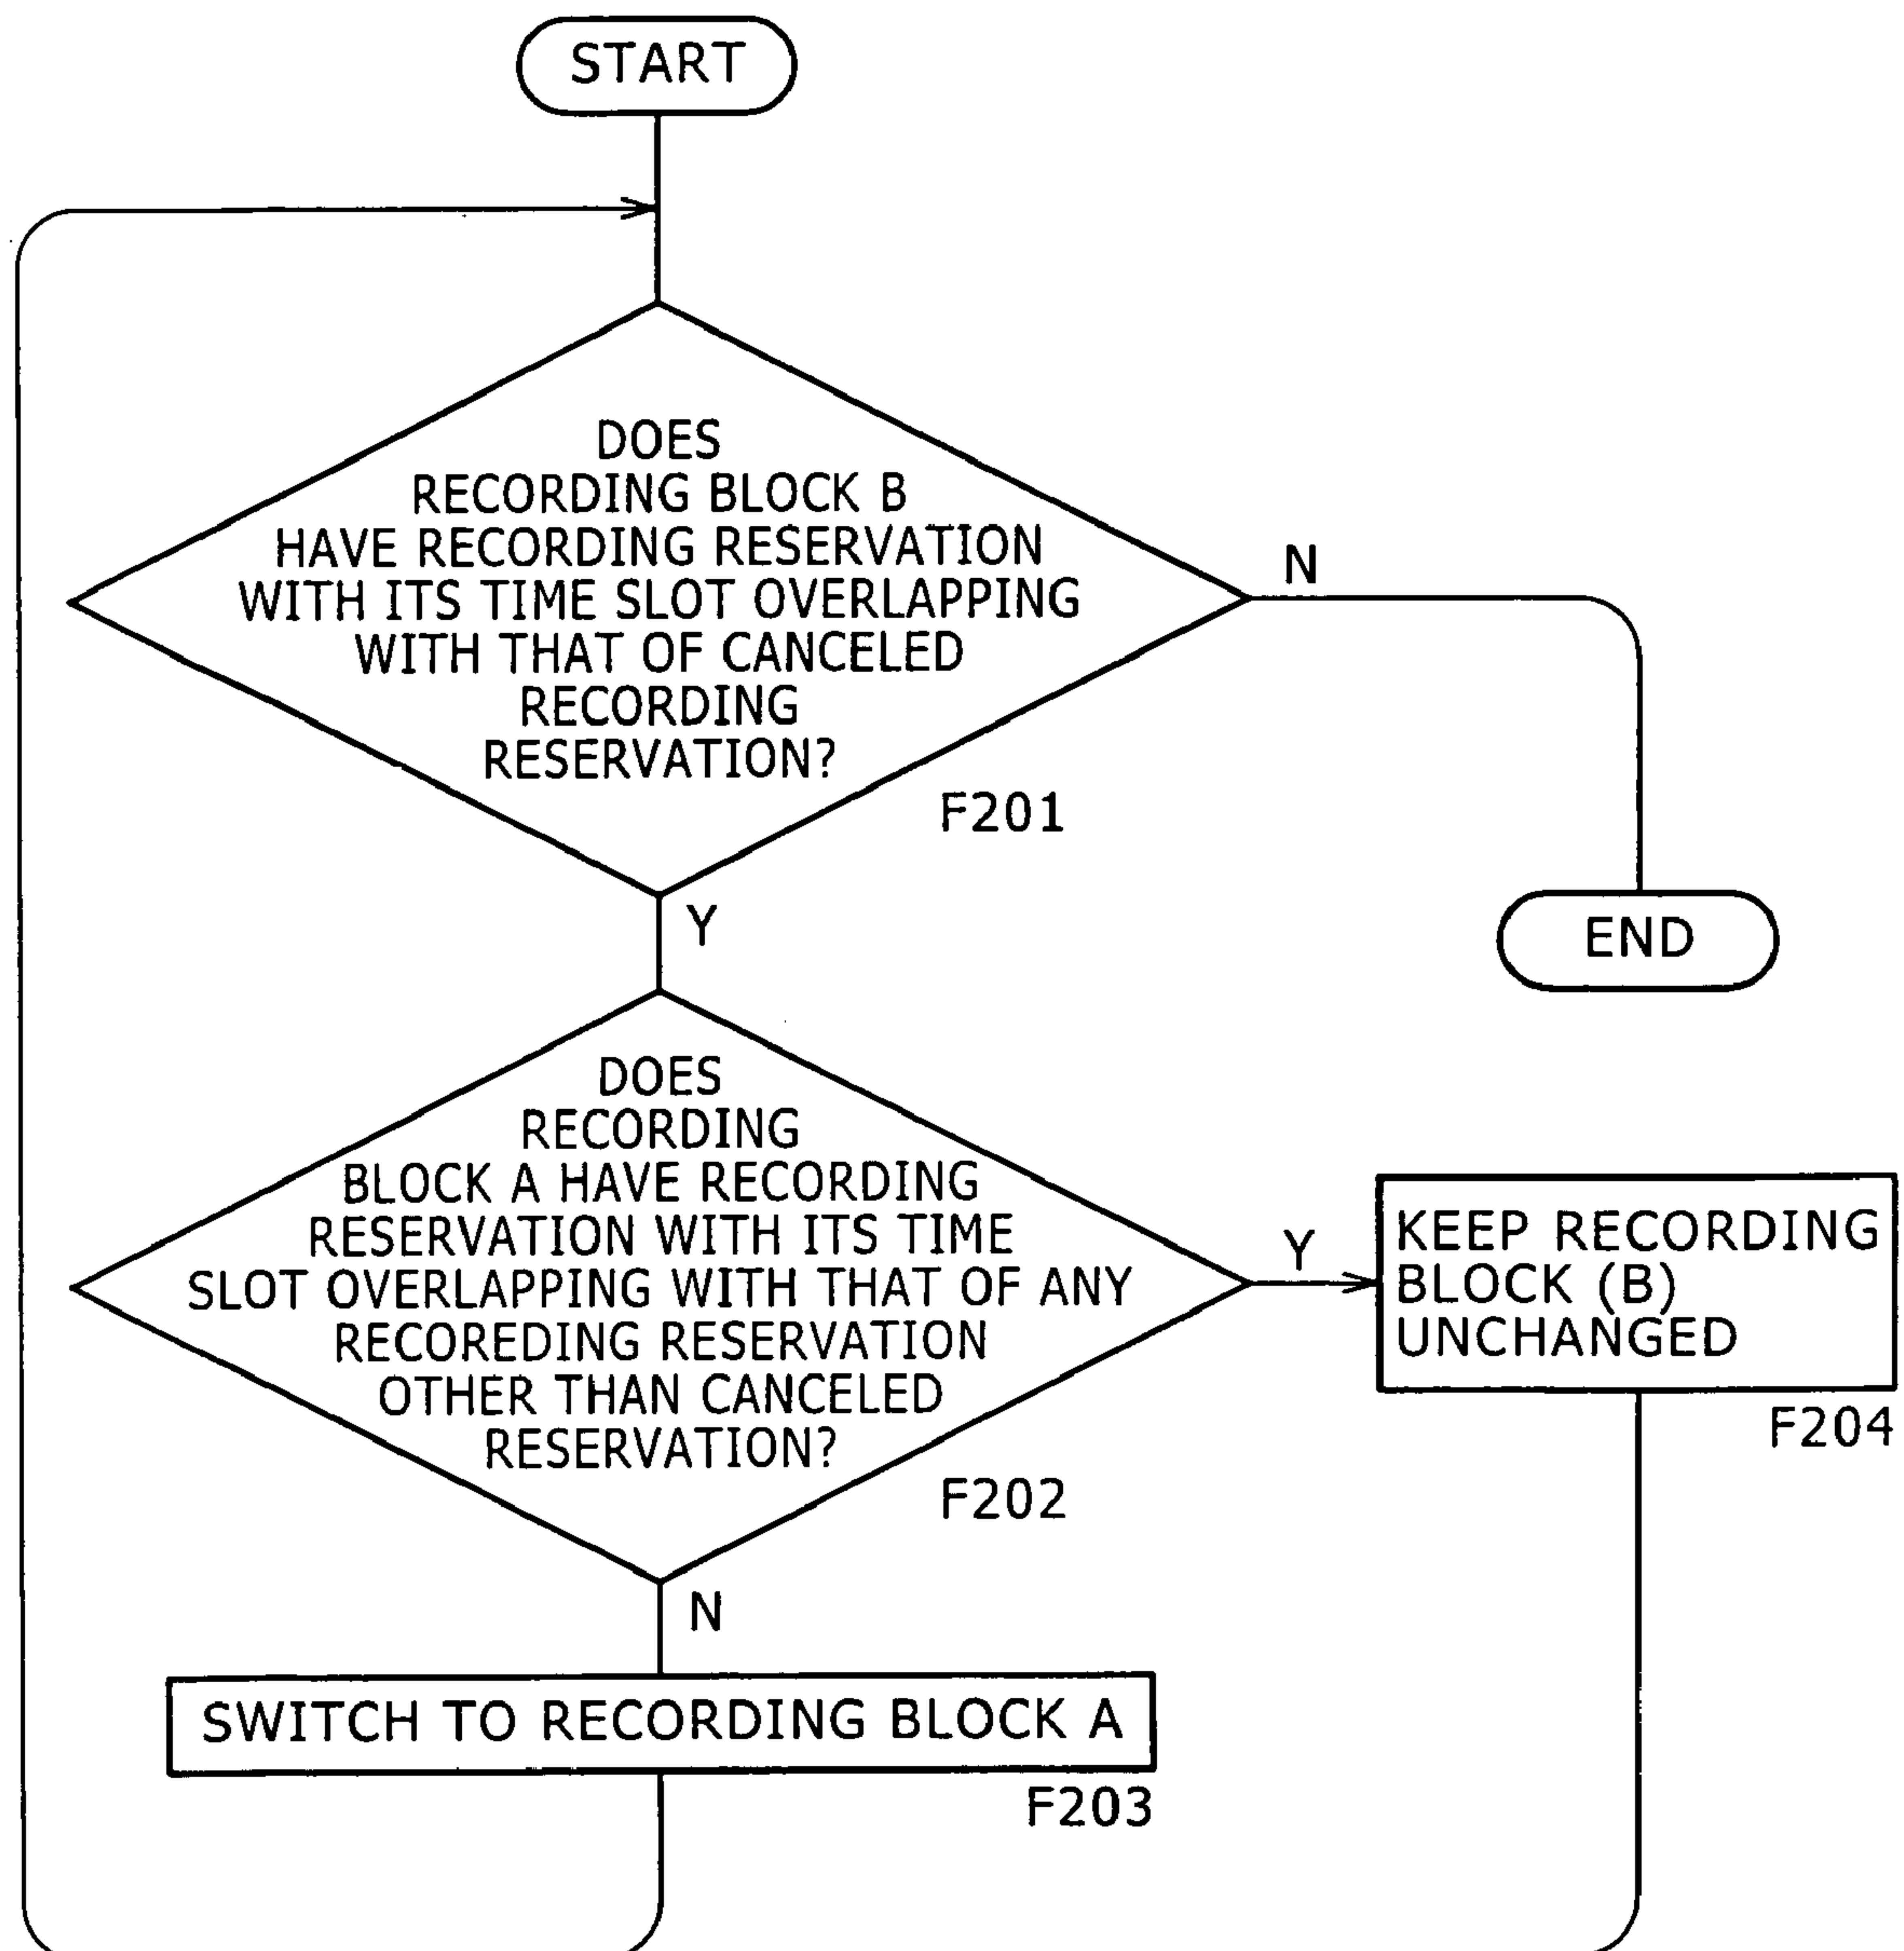 START
DOES
RECORDING BLOCK B
HAVE RECORDING RESERVATION
WITH ITS TIME SLOT OVERLAPPING
WITH THAT OF CANCELED
RECORDING
RESERVATION?
N
F201
Y
END
DOES
RECORDING
BLOCK A HAVE RECORDING
RESERVATION WITH ITS TIME
SLOT OVERLAPPING WITH THAT OF ANY
RECOREDING RESERVATION
OTHER THAN CANCELED
RESERVATION?
Y
KEEP RECORDING
BLOCK (B)
UNCHANGED
F204
F202
N
SWITCH TO RECORDING BLOCK A
F203